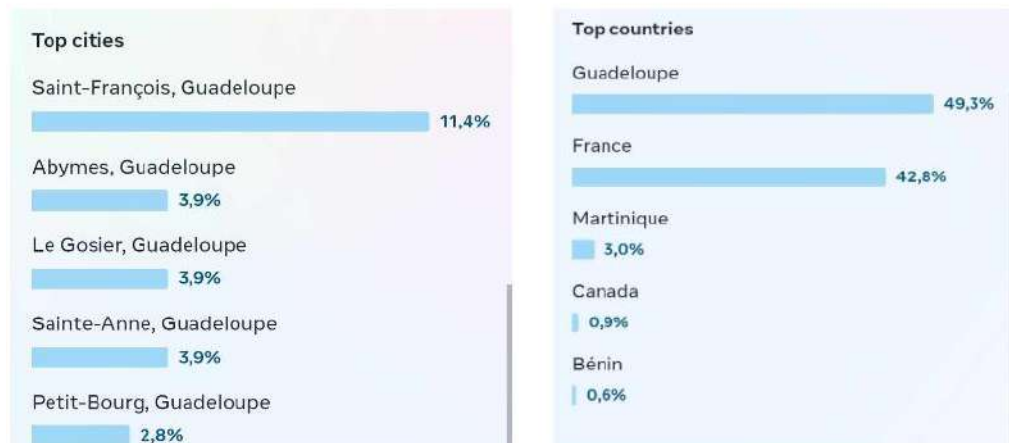 Top cities
Saint-François, Guadeloupe
11,4%
Abymes, Guadeloupe
3,9%
Le Gosier, Guadeloupe
3,9%
Sainte-Anne, Guadeloupe
3,9%
Petit-Bourg, Guadeloupe
2,8%
Top countries
Guadeloupe
49,3%
France
42,8%
Martinique
3,0%
Canada
0,9%
Bénin
0,6%